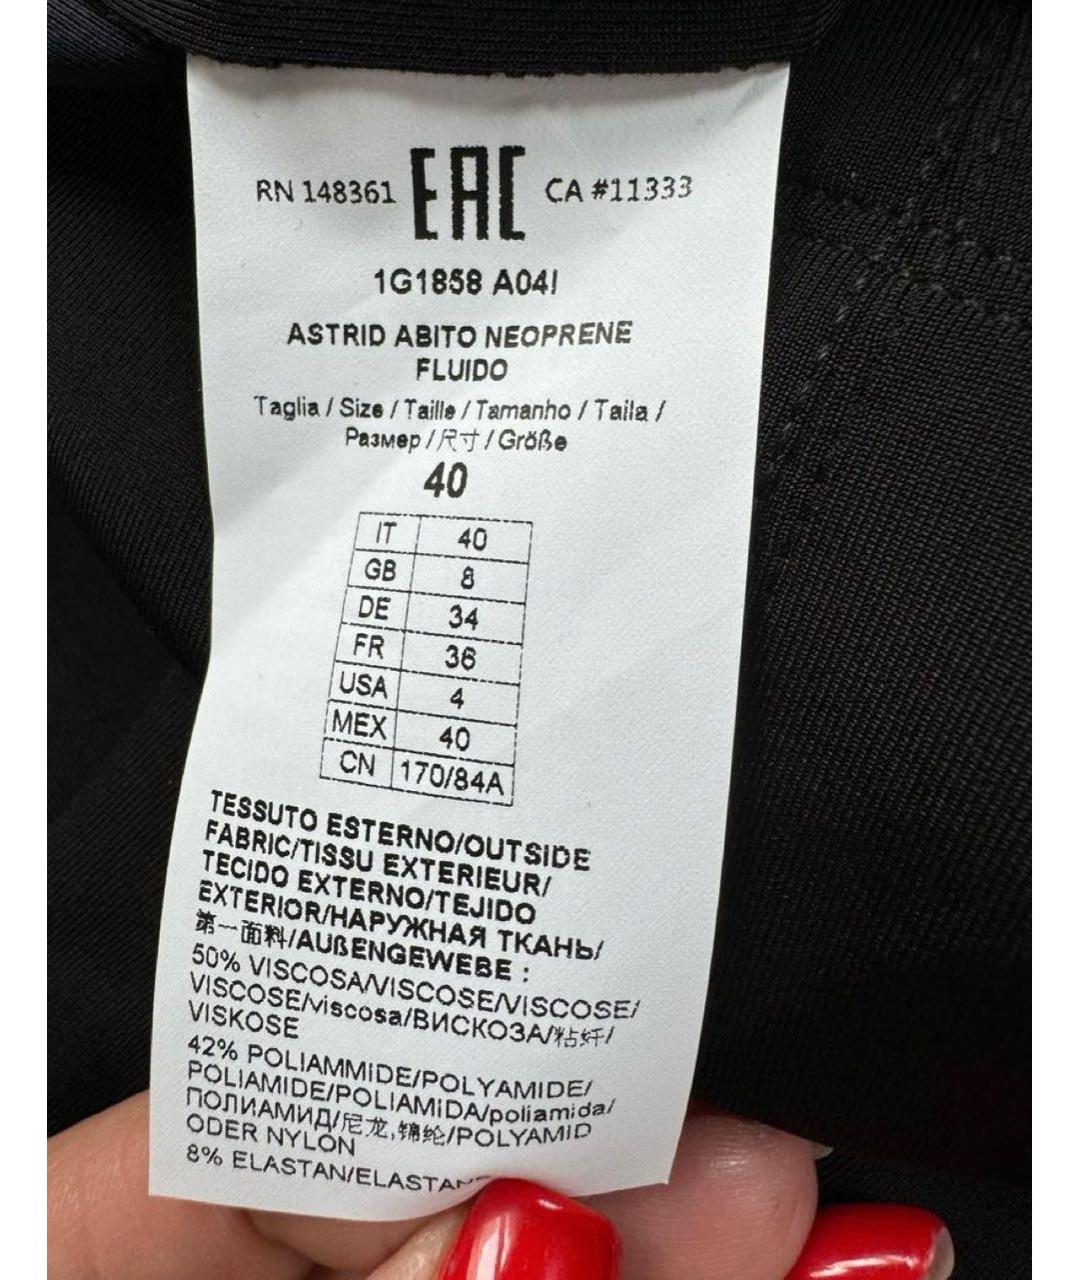 RN 148361 EAC CA #11333
1G1858 A04I
ASTRID ABITO NEOPRENE
FLUIDO
Taglia / Size / Taille / Tamanho / Talla /
Размер / 尺寸 / Größe
40
IT 40
GB 8
DE 34
FR 36
USA 4
MEX 40
CN 170/84A
TESSUTO ESTERNO/OUTSIDE
FABRIC/TISSU EXTERIEUR/
TECIDO EXTERNO/TEJIDO
EXTERIOR/НАРУЖНАЯ ТКАНЬ/
第一面料/AUßENGEWEBE :
50% VISCOSA/VISCOSE/VISCOSE/
VISCOSE/viscosa/ВИСКОЗА/粘纤/
VISKOSE
42% POLIAMMIDE/POLYAMIDE/
POLIAMIDE/POLIAMIDA/poliamida/
ПОЛИАМИД/尼龙,锦纶/POLYAMID
ODER NYLON
8% ELASTAN/